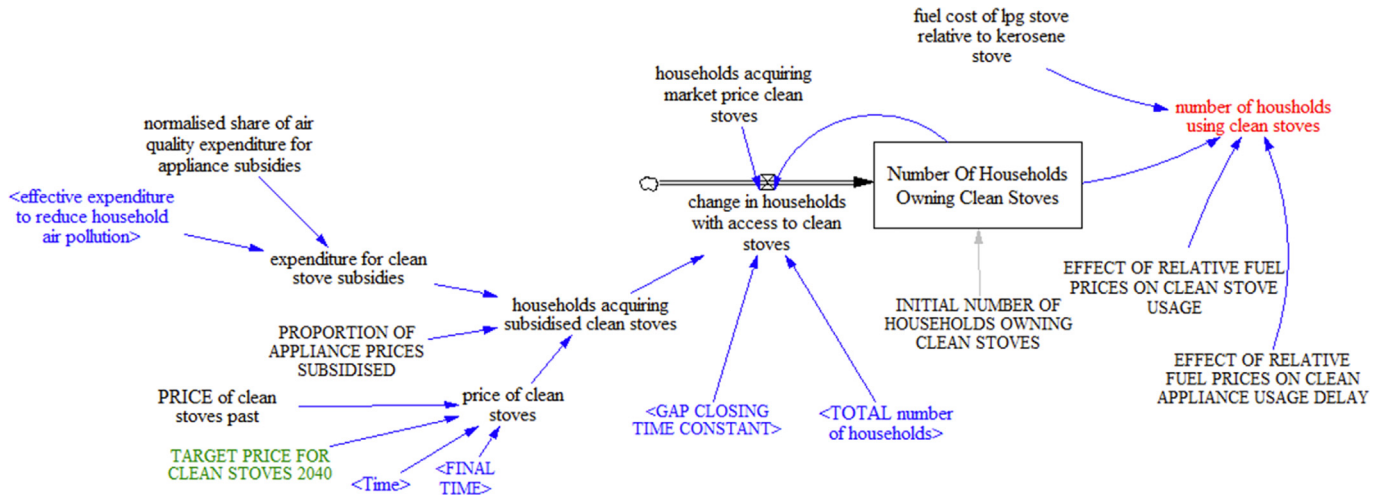 fuel cost of lpg stove
relative to kerosene
stove
households acquiring
market price clean
stoves
number of housholds
using clean stoves
normalised share of air
quality expenditure for
appliance subsidies
Number Of Households
Owning Clean Stoves
<effective expenditure
to reduce household
air pollution>
change in households
with access to clean
stoves
expenditure for clean
stove subsidies
EFFECT OF RELATIVE FUEL
PRICES ON CLEAN STOVE
USAGE
households acquiring
subsidised clean stoves
INITIAL NUMBER OF
HOUSEHOLDS OWNING
CLEAN STOVES
PROPORTION OF
APPLIANCE PRICES
SUBSIDISED
EFFECT OF RELATIVE
FUEL PRICES ON CLEAN
APPLIANCE USAGE DELAY
PRICE of clean
stoves past
price of clean
stoves
<GAP CLOSING
TIME CONSTANT>
<TOTAL number
of households>
TARGET PRICE FOR
CLEAN STOVES 2040
<Time>
<FINAL
TIME>